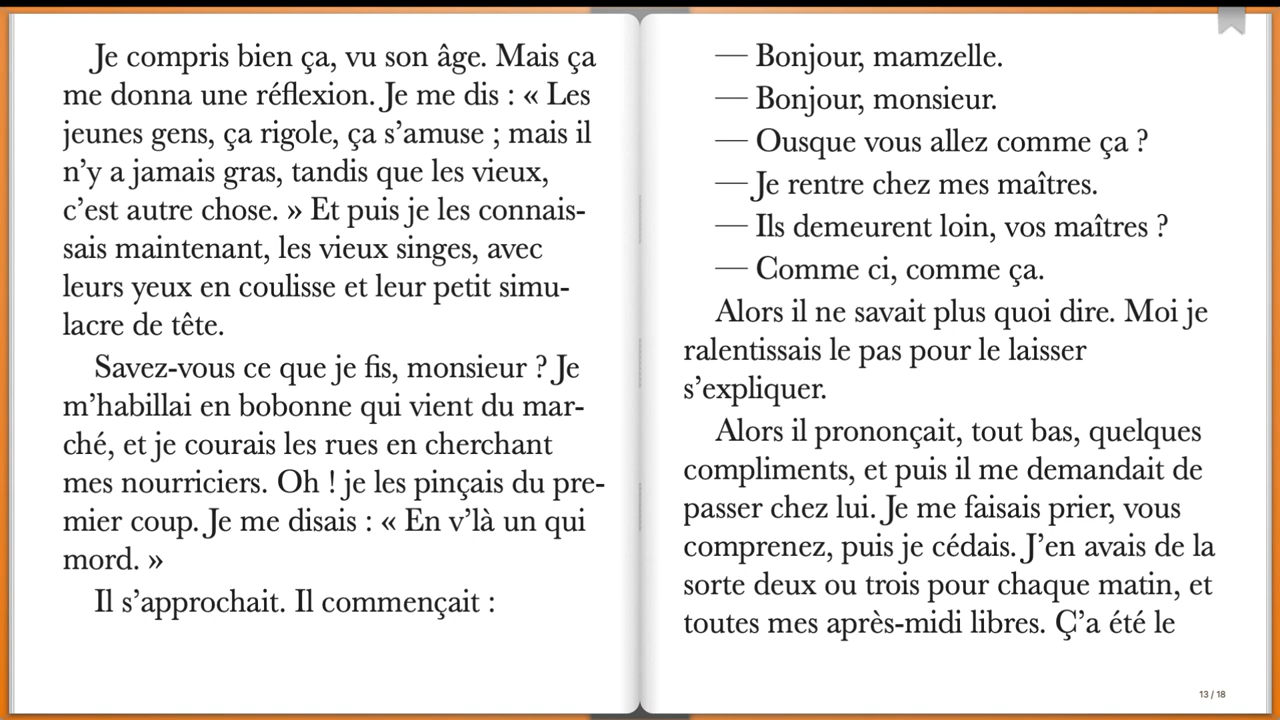 Je compris bien ça, vu son âge. Mais ça
me donna une réflexion. Je me dis : « Les
jeunes gens, ça rigole, ça s’amuse ; mais il
n’y a jamais gras, tandis que les vieux,
c’est autre chose. » Et puis je les connais-
sais maintenant, les vieux singes, avec
leurs yeux en coulisse et leur petit simu-
lacre de tête.
Savez-vous ce que je fis, monsieur ? Je
m’habillai en bobonne qui vient du mar-
ché, et je courais les rues en cherchant
mes nourriciers. Oh ! je les pinçais du pre-
mier coup. Je me disais : « En v’là un qui
mord. »
Il s’approchait. Il commençait :
— Bonjour, mamzelle.
— Bonjour, monsieur.
— Ousque vous allez comme ça ?
— Je rentre chez mes maîtres.
— Ils demeurent loin, vos maîtres ?
— Comme ci, comme ça.
Alors il ne savait plus quoi dire. Moi je
ralentissais le pas pour le laisser
s’expliquer.
Alors il prononçait, tout bas, quelques
compliments, et puis il me demandait de
passer chez lui. Je me faisais prier, vous
comprenez, puis je cédais. J’en avais de la
sorte deux ou trois pour chaque matin, et
toutes mes après-midi libres. Ç’a été le
13 / 18